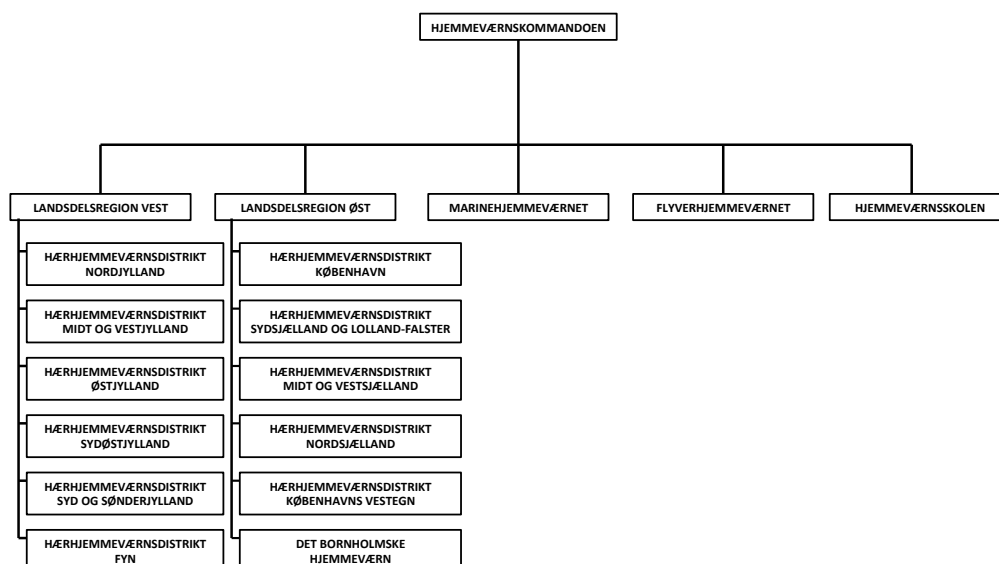 HJEMMEVÆRNSKOMMANDOEN
LANDSDELSREGION VEST
LANDSDELSREGION ØST
MARINEHJEMMEVÆRNET
FLYVERHJEMMEVÆRNET
HJEMMEVÆRNSSKOLEN
HÆRHJEMMEVÆRNSDISTRIKT
NORDJYLLAND
HÆRHJEMMEVÆRNSDISTRIKT
MIDT OG VESTJYLLAND
HÆRHJEMMEVÆRNSDISTRIKT
ØSTJYLLAND
HÆRHJEMMEVÆRNSDISTRIKT
SYDØSTJYLLAND
HÆRHJEMMEVÆRNSDISTRIKT
SYD OG SØNDERJYLLAND
HÆRHJEMMEVÆRNSDISTRIKT
FYN
HÆRHJEMMEVÆRNSDISTRIKT
KØBENHAVN
HÆRHJEMMEVÆRNSDISTRIKT
SYDSJÆLLAND OG LOLLAND-FALSTER
HÆRHJEMMEVÆRNSDISTRIKT
MIDT OG VESTSJÆLLAND
HÆRHJEMMEVÆRNSDISTRIKT
NORDSJÆLLAND
HÆRHJEMMEVÆRNSDISTRIKT
KØBENHAVNS VESTEGN
DET BORNHOLMSKE
HJEMMEVÆRN